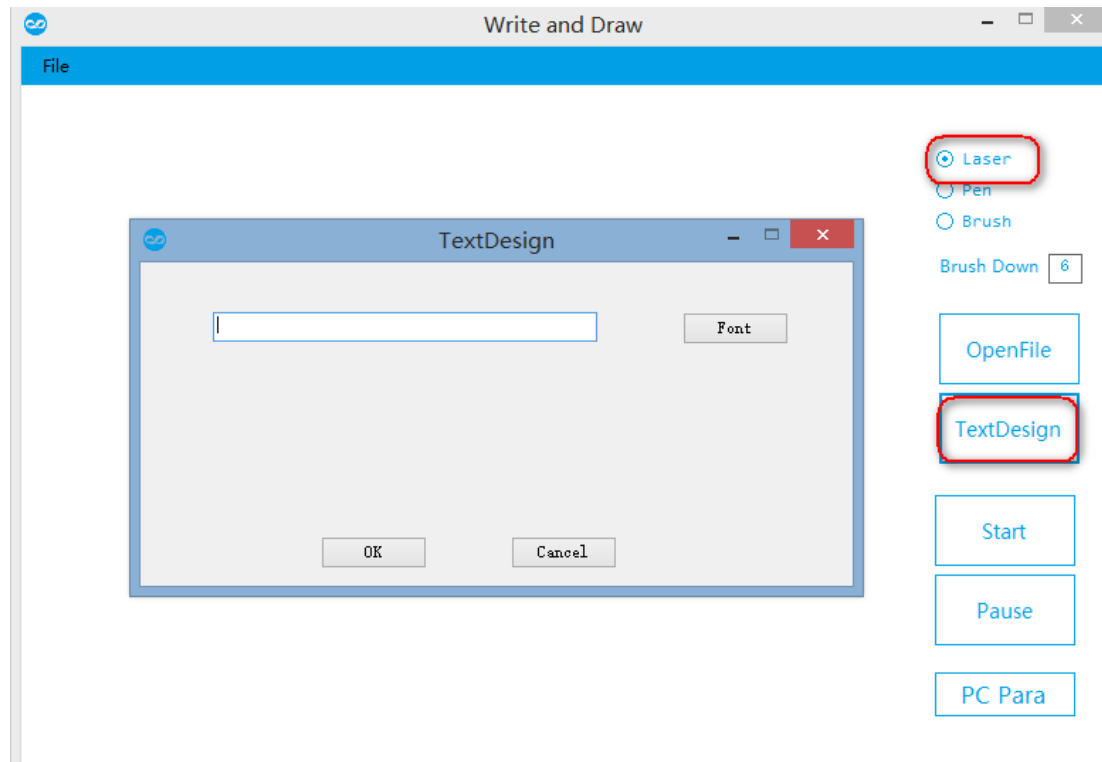 Write and Draw
File
Laser
Pen
Brush
Brush Down 6
TextDesign
Font
OpenFile
TextDesign
OK Cancel
Start
Pause
PC Para